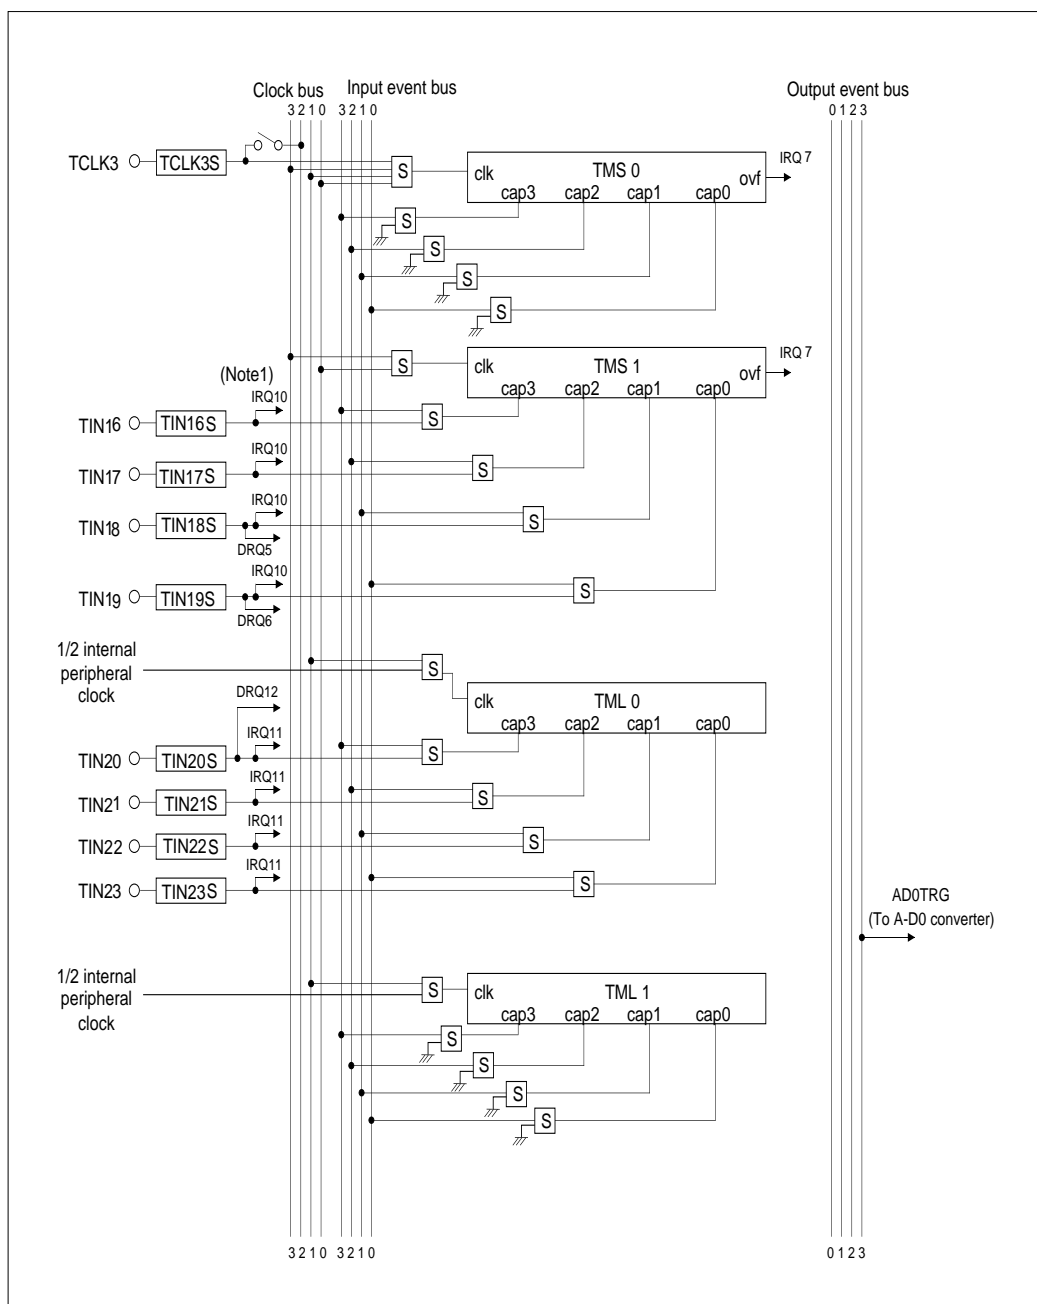 Clock bus Input event bus Output event bus
3 2 1 0 3 2 1 0 0 1 2 3
TCLK3 TCLK3S S clk TMS 0 ovf IRQ 7
cap3 cap2 cap1 cap0
S
S
S
S
(Note1)
S clk TMS 1 ovf IRQ 7
cap3 cap2 cap1 cap0
IRQ10
TIN16 TIN16S S
IRQ10
TIN17 TIN17S S
IRQ10
TIN18 TIN18S S
DRQ5
IRQ10
TIN19 TIN19S S
DRQ6
1/2 internal
peripheral
clock
S
clk TML 0
cap3 cap2 cap1 cap0
DRQ12
IRQ11
TIN20 TIN20S S
IRQ11
TIN21 TIN21S S
IRQ11
TIN22 TIN22S S
IRQ11
TIN23 TIN23S S
AD0TRG
(To A-D0 converter)
1/2 internal
peripheral
clock
S clk TML 1
cap3 cap2 cap1 cap0
S
S
S
S
3 2 1 0 3 2 1 0 0 1 2 3